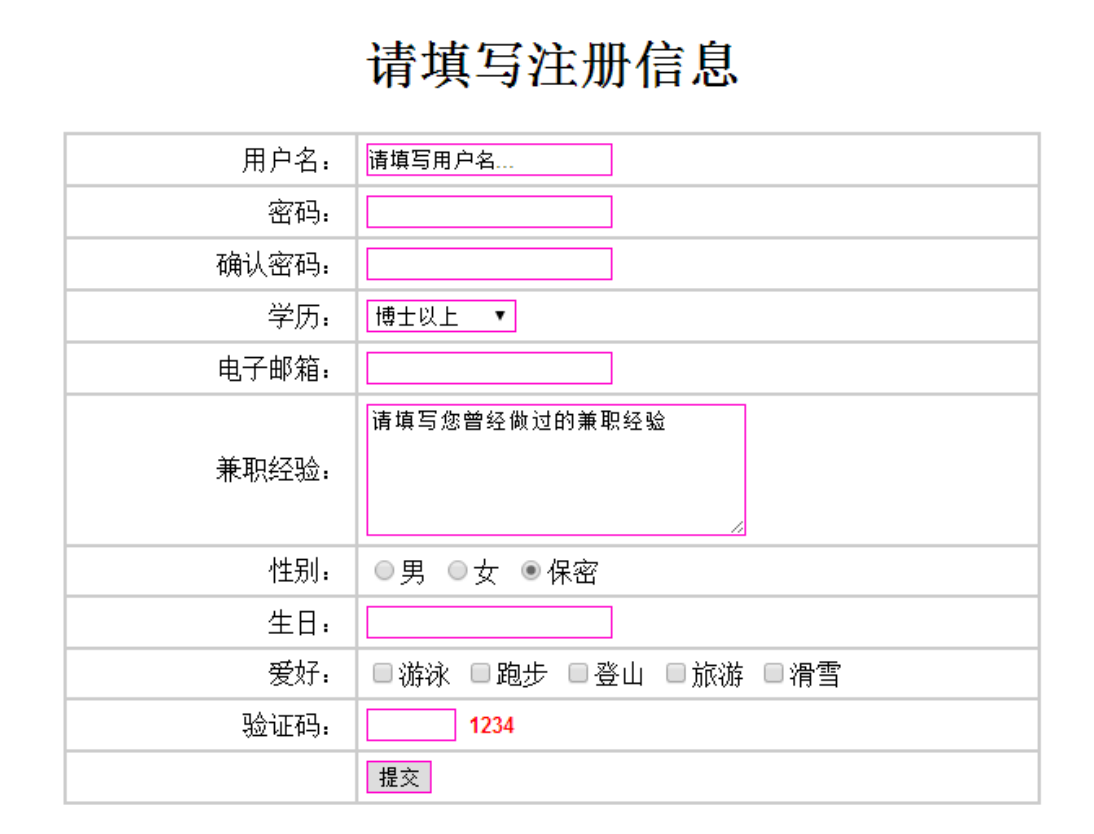 请填写注册信息
用户名： 请填写用户名...
密码：
确认密码：
学历： 博士以上
电子邮箱：
兼职经验： 请填写您曾经做过的兼职经验
性别： 男 女 保密
生日：
爱好： 游泳 跑步 登山 旅游 滑雪
验证码： 1234
提交